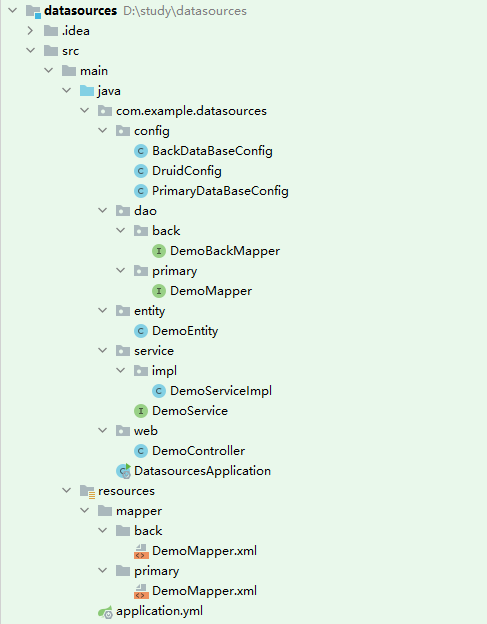 datasources D:\study\datasources
.idea
src
main
java
com.example.datasources
config
BackDataBaseConfig
DruidConfig
PrimaryDataBaseConfig
dao
back
DemoBackMapper
primary
DemoMapper
entity
DemoEntity
service
impl
DemoServiceImpl
DemoService
web
DemoController
DatasourcesApplication
resources
mapper
back
DemoMapper.xml
primary
DemoMapper.xml
application.yml